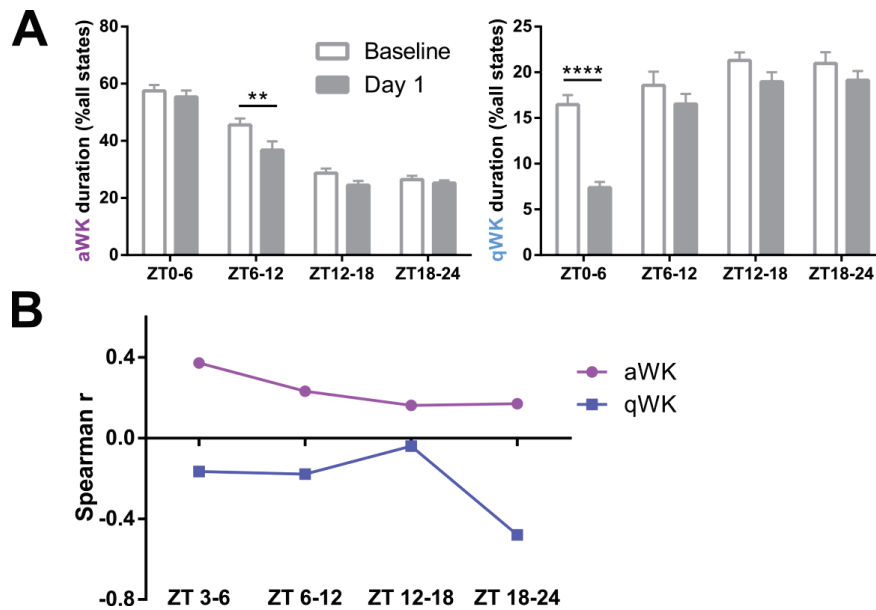 A
aWK duration (%all states)
80
60
40
20
0
**
Baseline
Day 1
ZT0-6 ZT6-12 ZT12-18 ZT18-24
qWK duration (%all states)
25
20
15
10
5
0
****
ZT0-6 ZT6-12 ZT12-18 ZT18-24
B
Spearman r
0.4
0.0
-0.4
-0.8
aWK
qWK
ZT 3-6 ZT 6-12 ZT 12-18 ZT 18-24